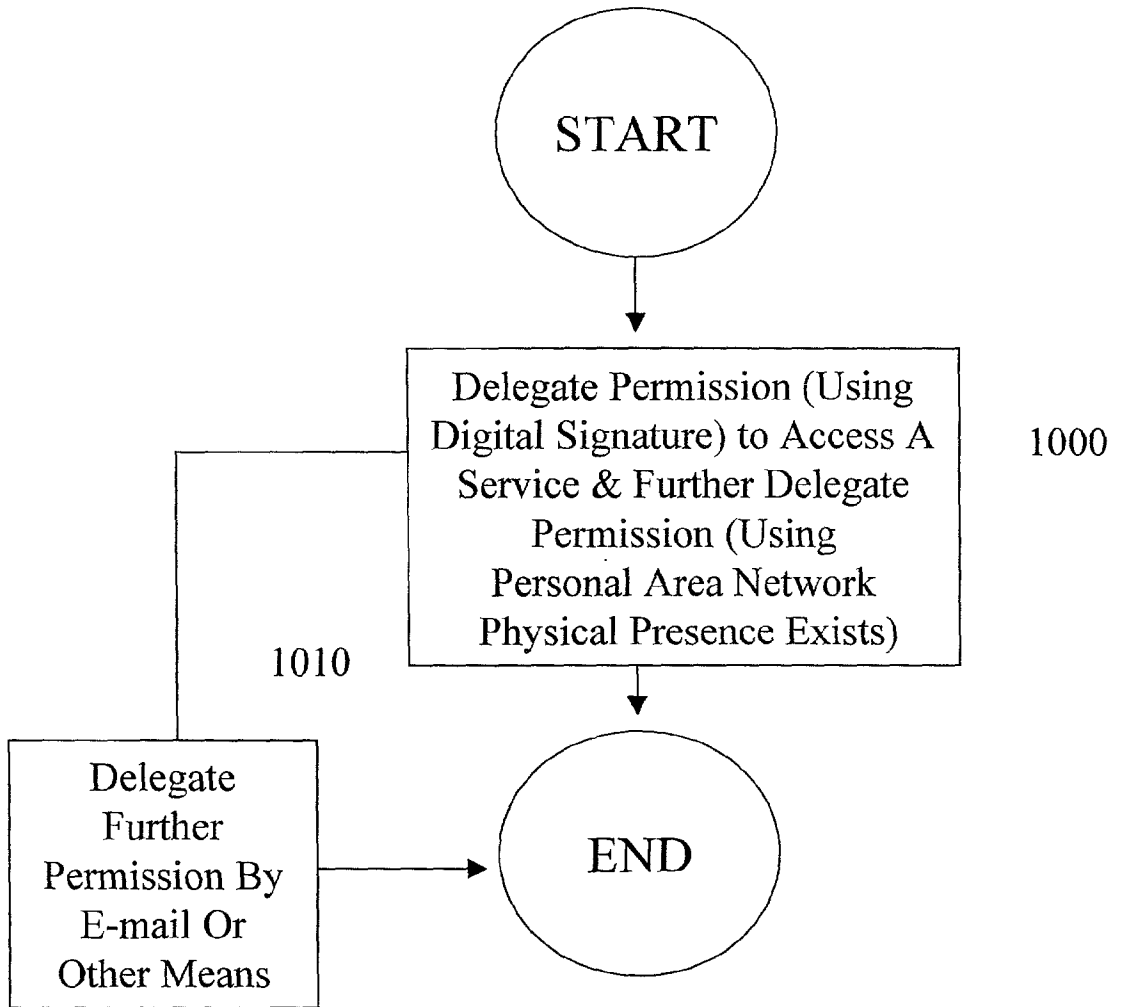 START
Delegate Permission (Using
Digital Signature) to Access A
Service & Further Delegate
Permission (Using
Personal Area Network
Physical Presence Exists)
1000
1010
Delegate
Further
Permission By
E-mail Or
Other Means
END